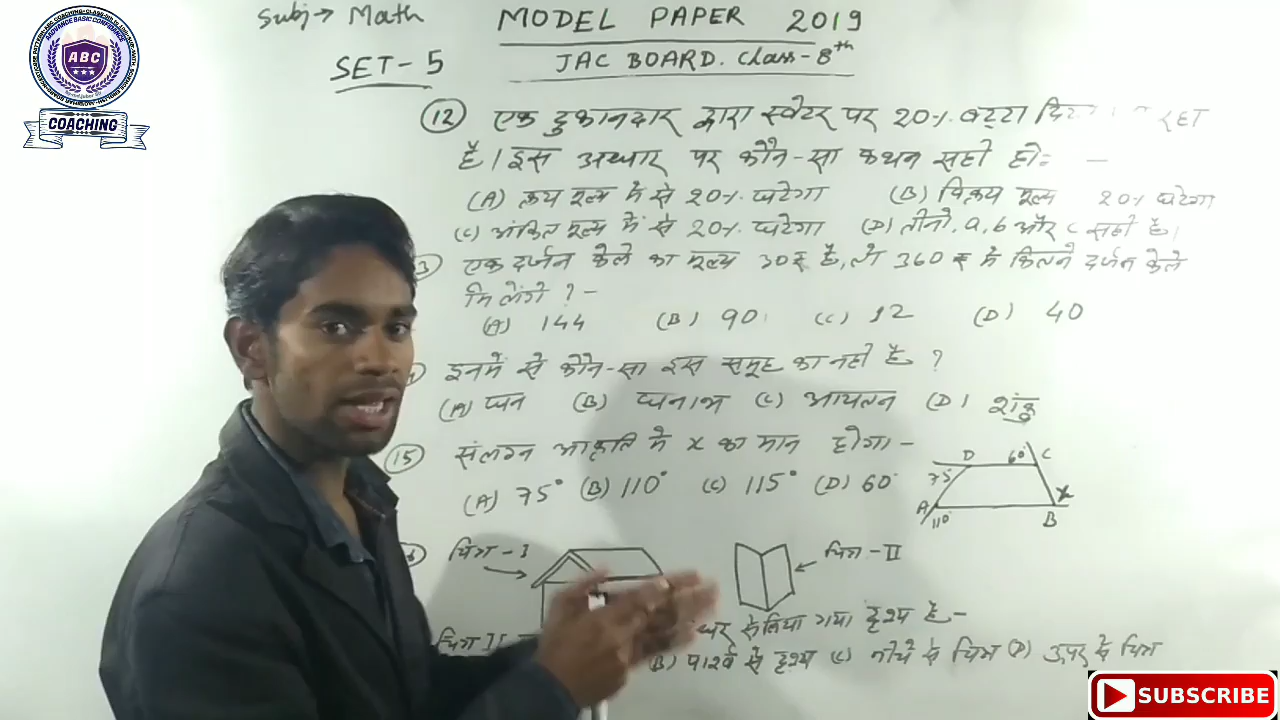 Subj → Math MODEL PAPER 2019
SET-5 JAC BOARD. Class-8th
ABC
COACHING
(12) एक दुकानदार द्वारा स्वेटर पर 20% बट्टा
है। इस आधार पर कौन-सा कथन सही हो:- —
(A) क्रय मूल्य में से 20% घटेगा (B) विक्रय मूल्य 20% घटेगा
(C) अंकित मूल्य में से 20% घटेगा (D) तीनों, a, b और c सही है।
3 एक दर्जन केले का मूल्य 30₹ है, तो 360 ₹ में कितने दर्जन केले
मिलेंगे ? -
(A) 144 (B) 90 (C) 12 (D) 40
इनमें से कौन-सा इस समूह का नहीं है ?
(A) घन (B) घनाभ (C) आयतन (D) शंकु
(15) संलग्न आकृति में x का मान होगा -
(A) 75° (B) 110° (C) 115° (D) 60°
D 60° C
75°
A B x
110°
6 चित्र-I चित्र-II
से लिया गया दृश्य है -
(B) पार्श्व से दृश्य (C) नीचे से चित्र (D) ऊपर से चित्र
SUBSCRIBE